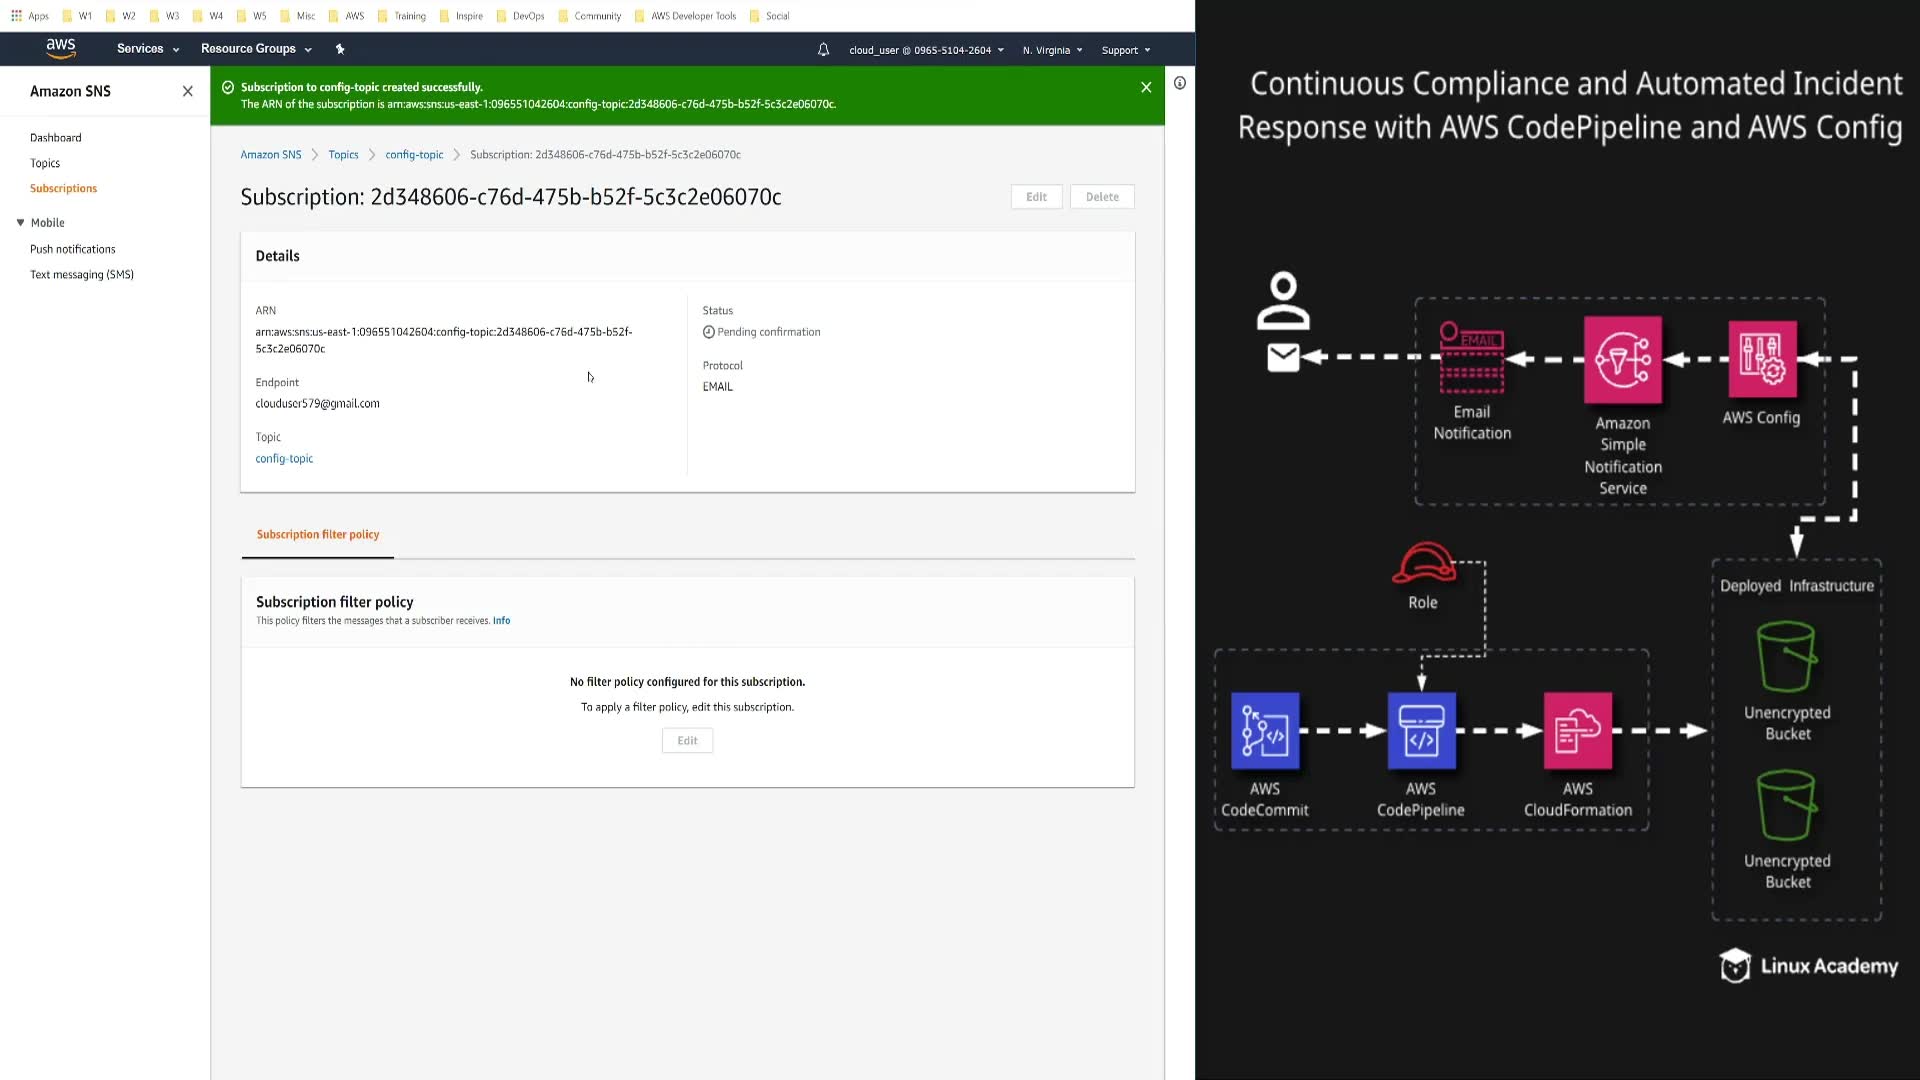 Apps W1 W2 W3 W4 W5 Misc AWS Training Inspire DevOps Community AWS Developer Tools Social
aws Services Resource Groups cloud_user @ 0965-5104-2604 N. Virginia Support
Amazon SNS
Dashboard
Topics
Subscriptions
Mobile
Push notifications
Text messaging (SMS)
Subscription to config-topic created successfully.
The ARN of the subscription is arn:aws:sns:us-east-1:096551042604:config-topic:2d348606-c76d-475b-b52f-5c3c2e06070c.
Amazon SNS Topics config-topic Subscription: 2d348606-c76d-475b-b52f-5c3c2e06070c
Subscription: 2d348606-c76d-475b-b52f-5c3c2e06070c
Edit Delete
Details
ARN
arn:aws:sns:us-east-1:096551042604:config-topic:2d348606-c76d-475b-b52f-
5c3c2e06070c
Endpoint
clouduser579@gmail.com
Topic
config-topic
Status
Pending confirmation
Protocol
EMAIL
Subscription filter policy
Subscription filter policy
This policy filters the messages that a subscriber receives. Info
No filter policy configured for this subscription.
To apply a filter policy, edit this subscription.
Edit
Continuous Compliance and Automated Incident
Response with AWS CodePipeline and AWS Config
EMAIL
Email
Notification
Amazon
Simple
Notification
Service
AWS Config
Role
Deployed Infrastructure
Unencrypted
Bucket
Unencrypted
Bucket
AWS
CodeCommit
AWS
CodePipeline
AWS
CloudFormation
Linux Academy